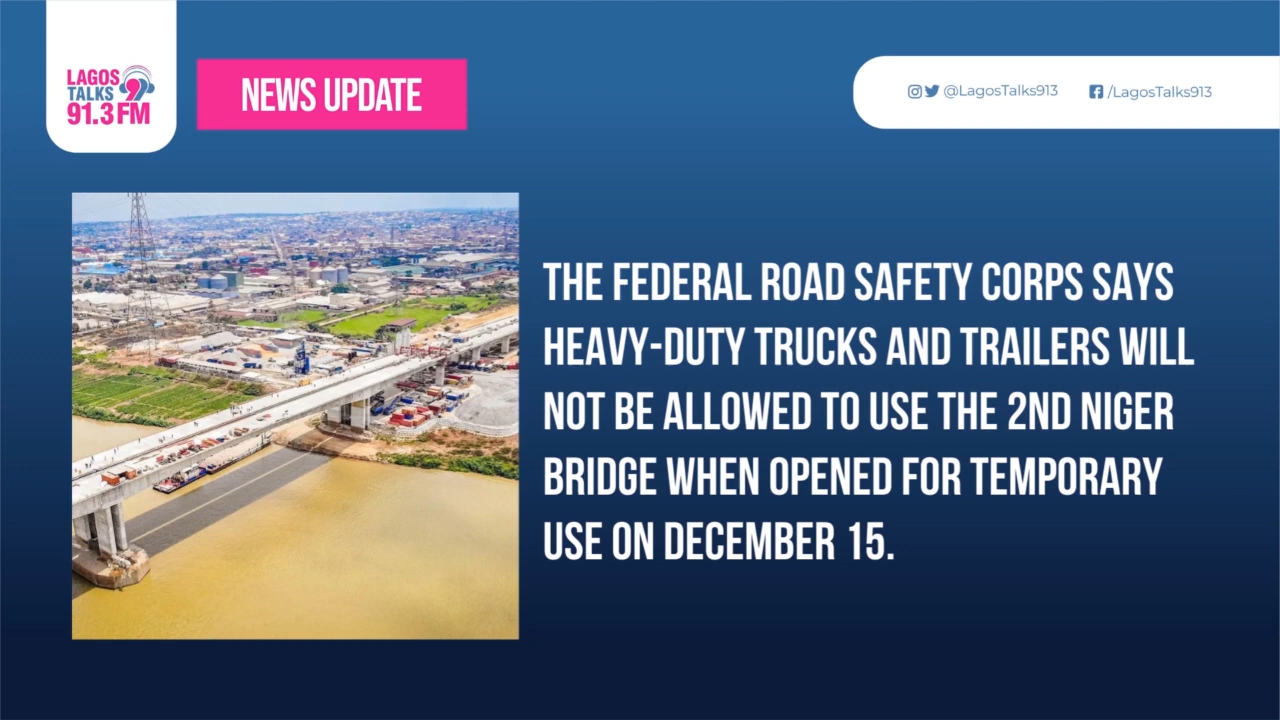 LAGOS
TALKS
91.3 FM
NEWS UPDATE
@LagosTalks913 /LagosTalks913
THE FEDERAL ROAD SAFETY CORPS SAYS
HEAVY-DUTY TRUCKS AND TRAILERS WILL
NOT BE ALLOWED TO USE THE 2ND NIGER
BRIDGE WHEN OPENED FOR TEMPORARY
USE ON DECEMBER 15.